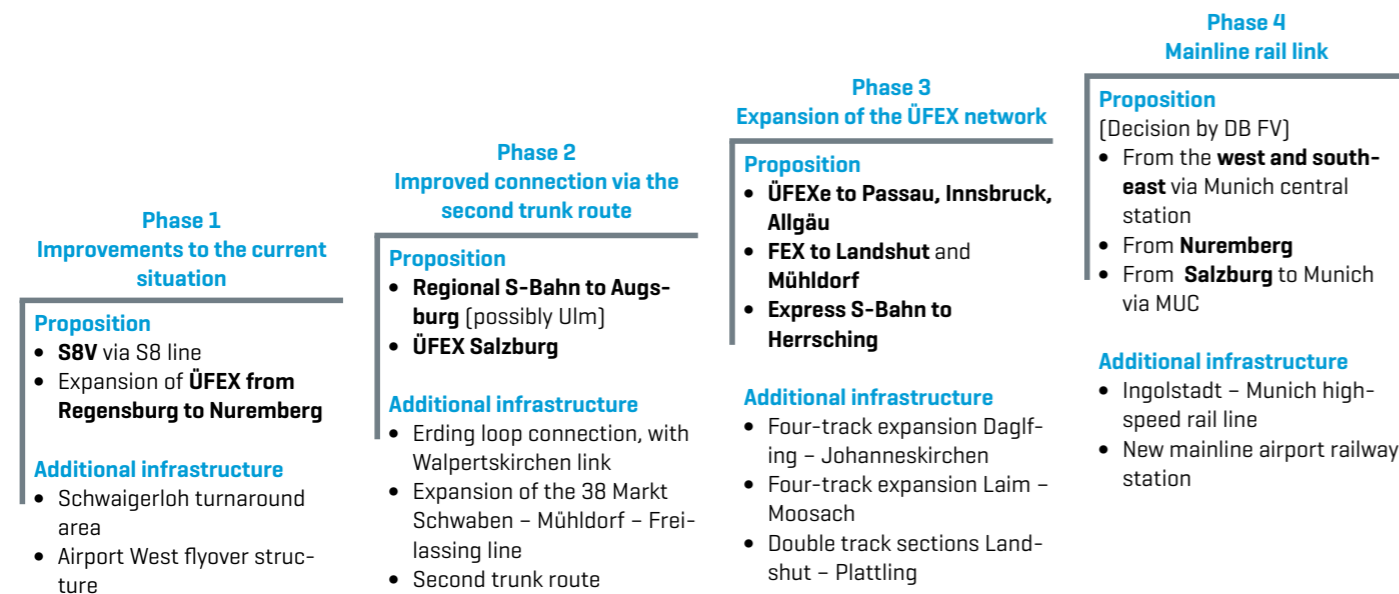 Phase 1
Improvements to the current
situation
Proposition
• S8V via S8 line
• Expansion of ÜFEX from
Regensburg to Nuremberg
Additional infrastructure
• Schwaigerloh turnaround
area
• Airport West flyover struc-
ture
Phase 2
Improved connection via the
second trunk route
Proposition
• Regional S-Bahn to Augs-
burg (possibly Ulm)
• ÜFEX Salzburg
Additional infrastructure
• Erding loop connection, with
Walpertskirchen link
• Expansion of the 38 Markt
Schwaben – Mühldorf – Frei-
lassing line
• Second trunk route
Phase 3
Expansion of the ÜFEX network
Proposition
• ÜFEXe to Passau, Innsbruck,
Allgäu
• FEX to Landshut and
Mühldorf
• Express S-Bahn to
Herrsching
Additional infrastructure
• Four-track expansion Daglf-
ing – Johanneskirchen
• Four-track expansion Laim –
Moosach
• Double track sections Land-
shut – Plattling
Phase 4
Mainline rail link
Proposition
(Decision by DB FV)
• From the west and south-
east via Munich central
station
• From Nuremberg
• From Salzburg to Munich
via MUC
Additional infrastructure
• Ingolstadt – Munich high-
speed rail line
• New mainline airport railway
station